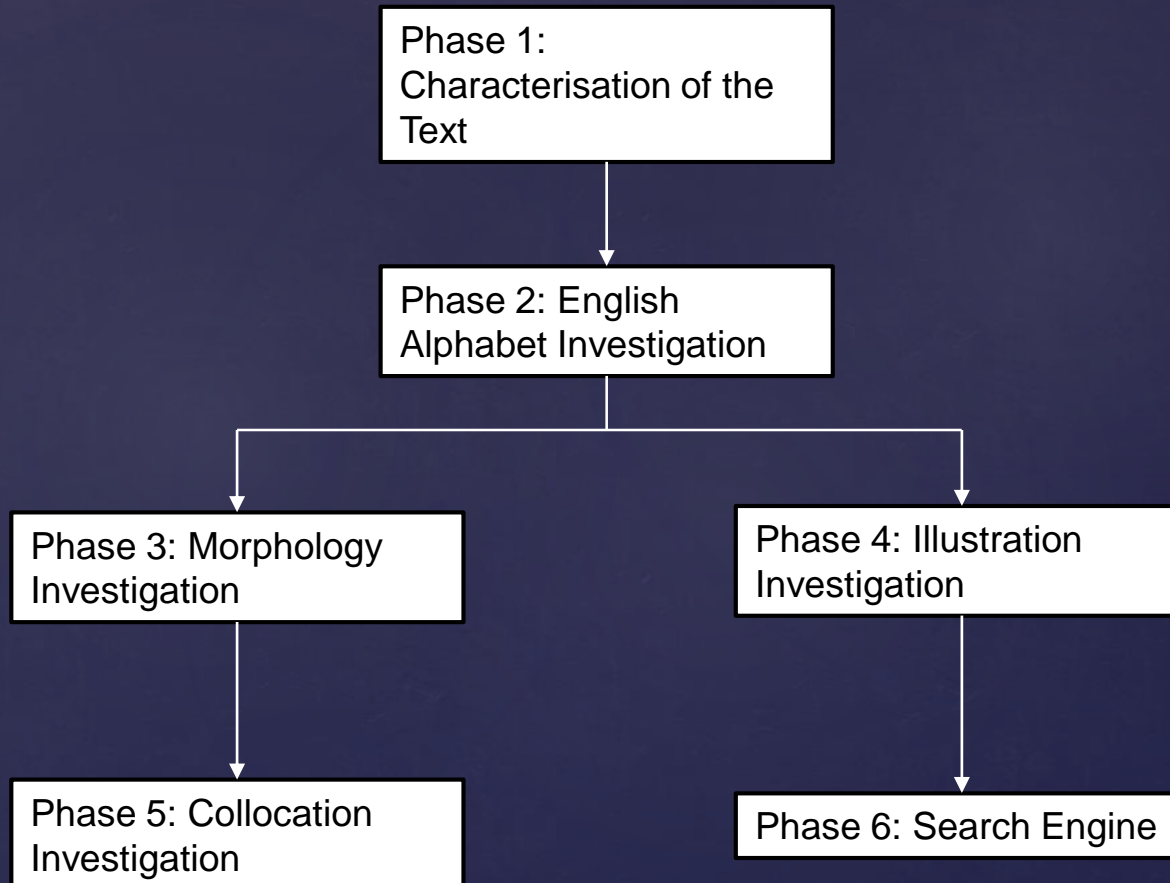 Phase 1:
Characterisation of the
Text
Phase 2: English
Alphabet Investigation
Phase 3: Morphology
Investigation
Phase 4: Illustration
Investigation
Phase 5: Collocation
Investigation
Phase 6: Search Engine